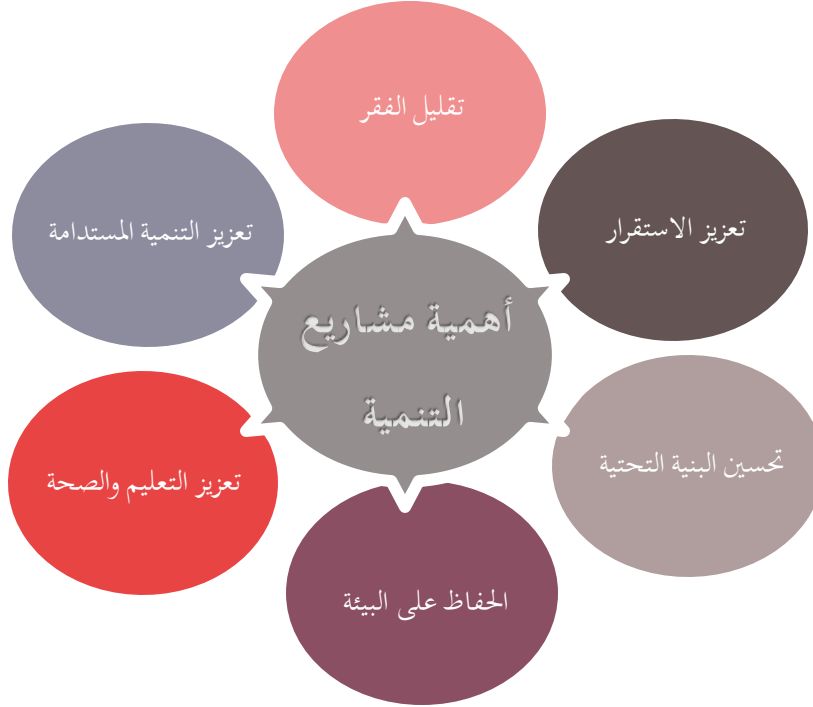 تقليل الفقر
تعزيز الاستقرار
تعزيز التنمية المستدامة
أهمية مشاريع
التنمية
تحسين البنية التحتية
تعزيز التعليم والصحة
الحفاظ على البيئة